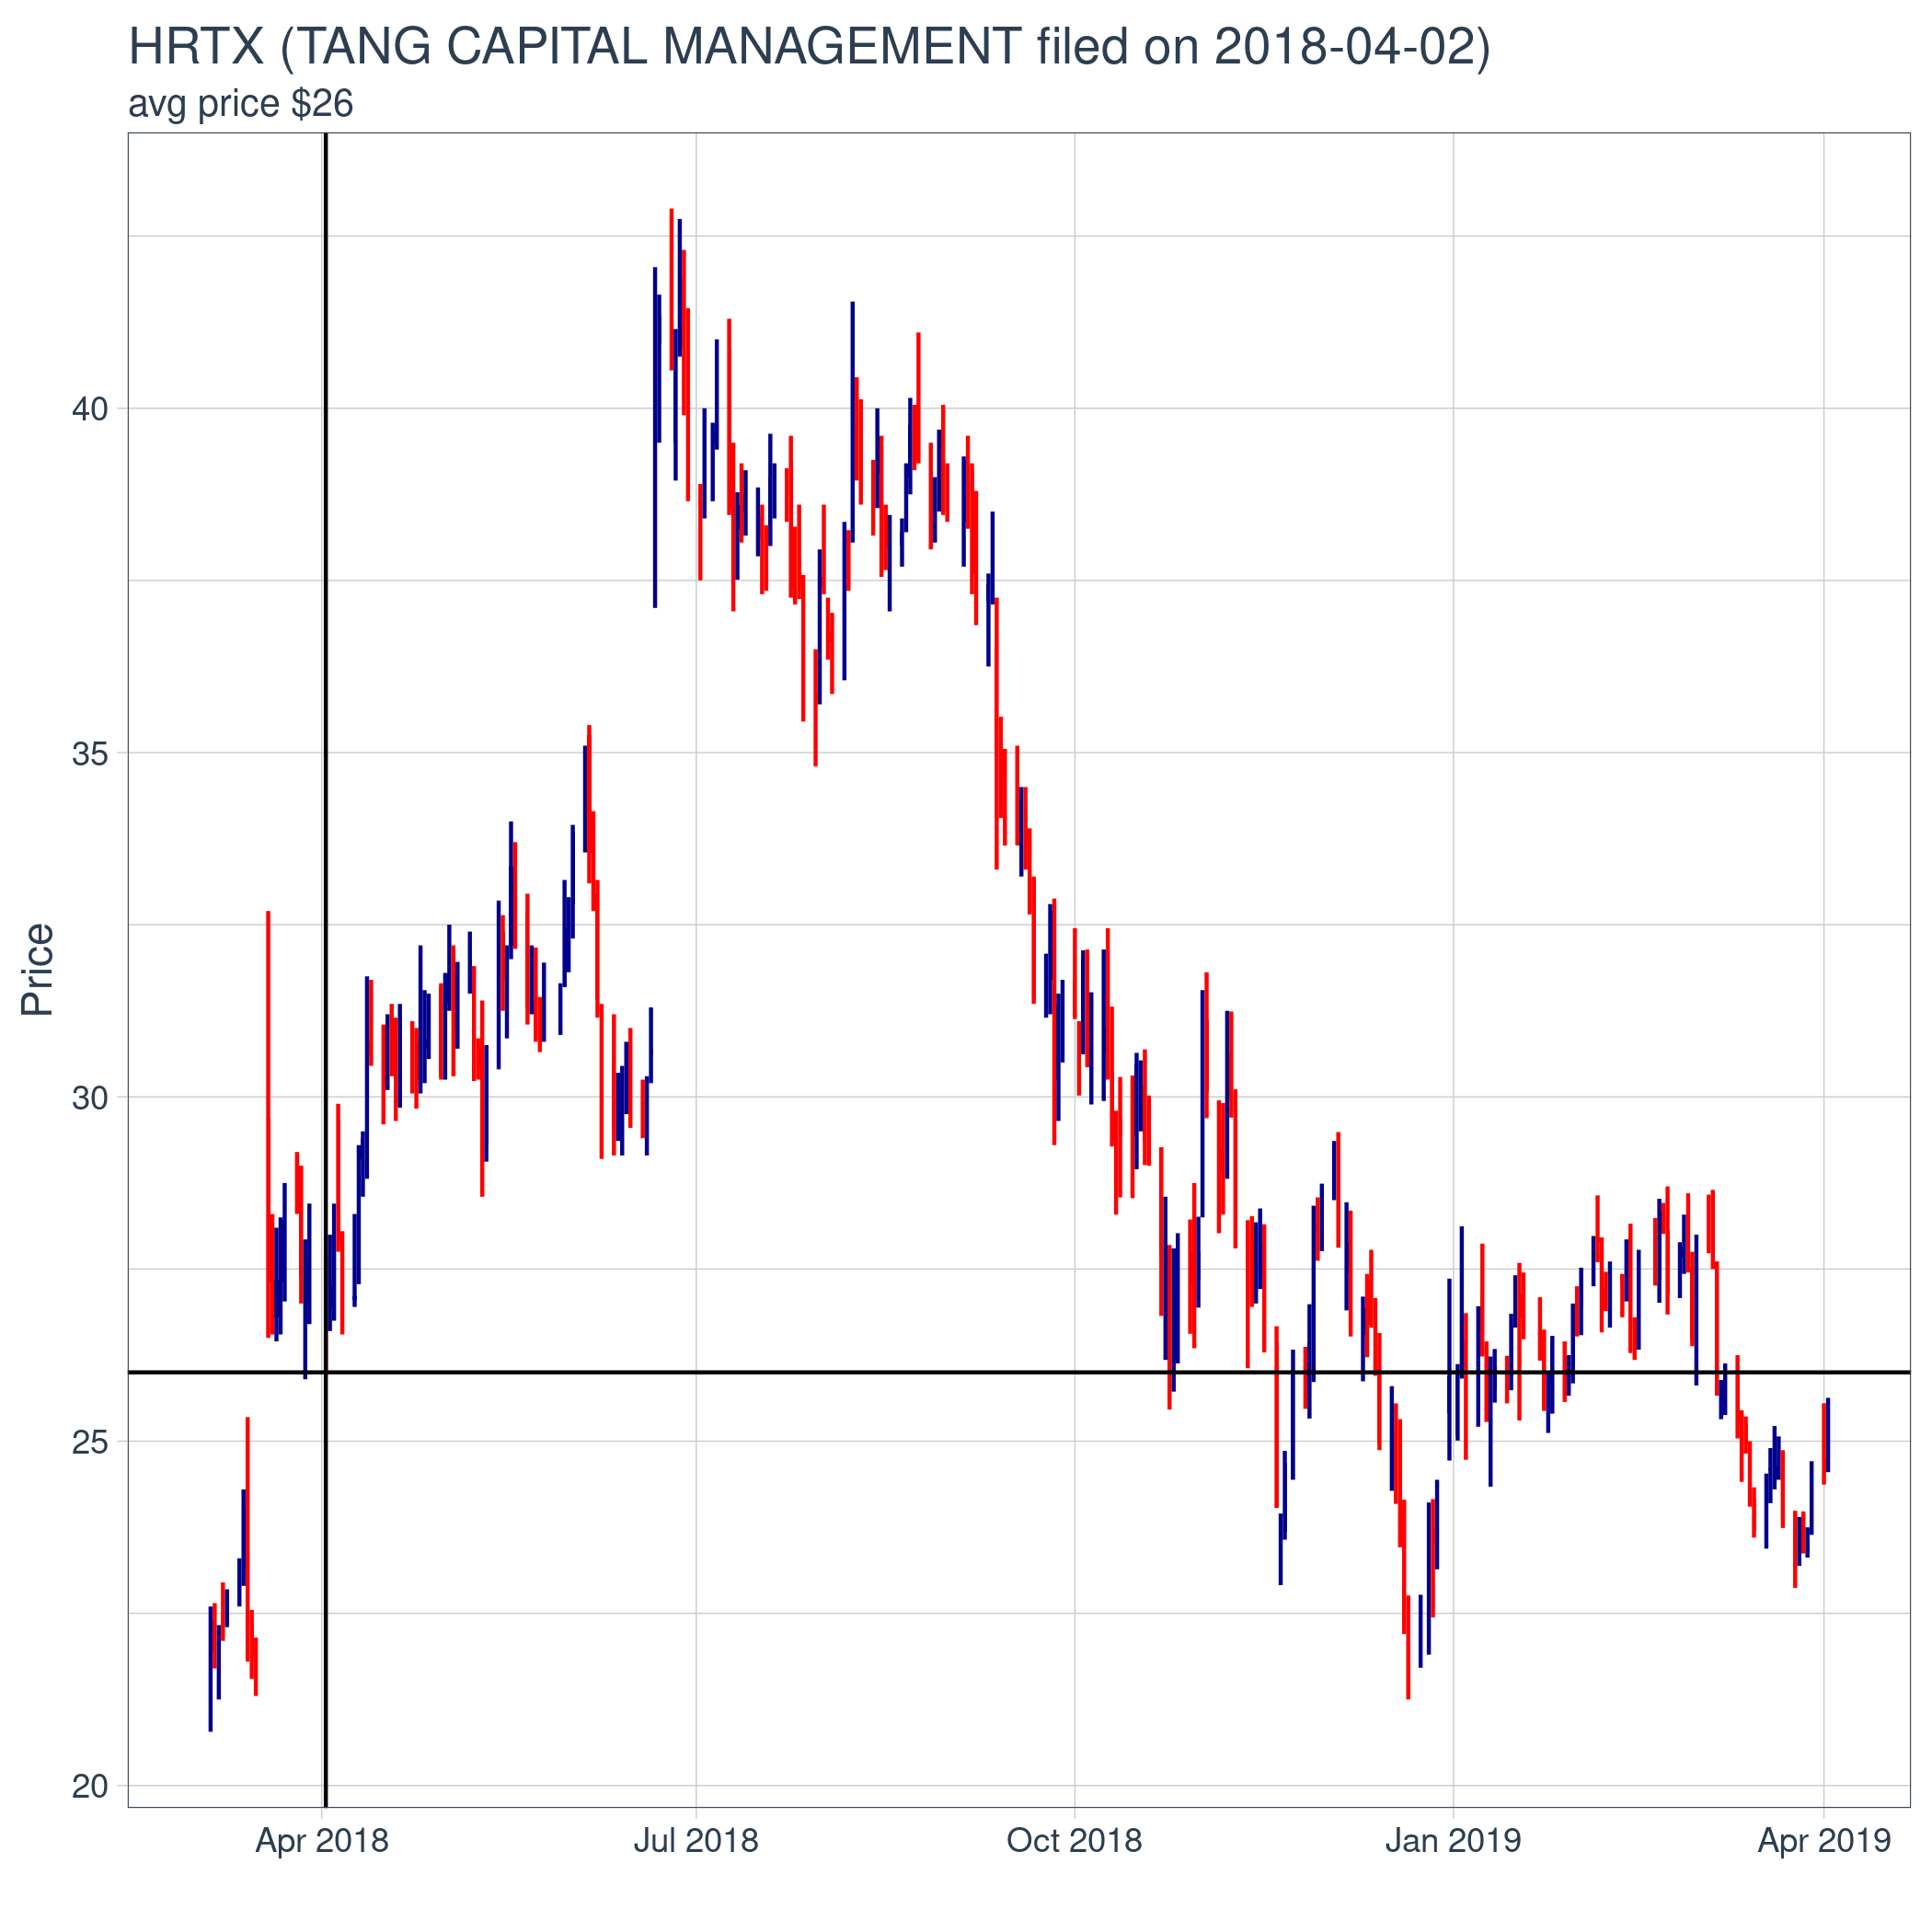 HRTX (TANG CAPITAL MANAGEMENT filed on 2018-04-02)
avg price $26
40
35
30
25
20
Price
Apr 2018
Jul 2018
Oct 2018
Jan 2019
Apr 2019